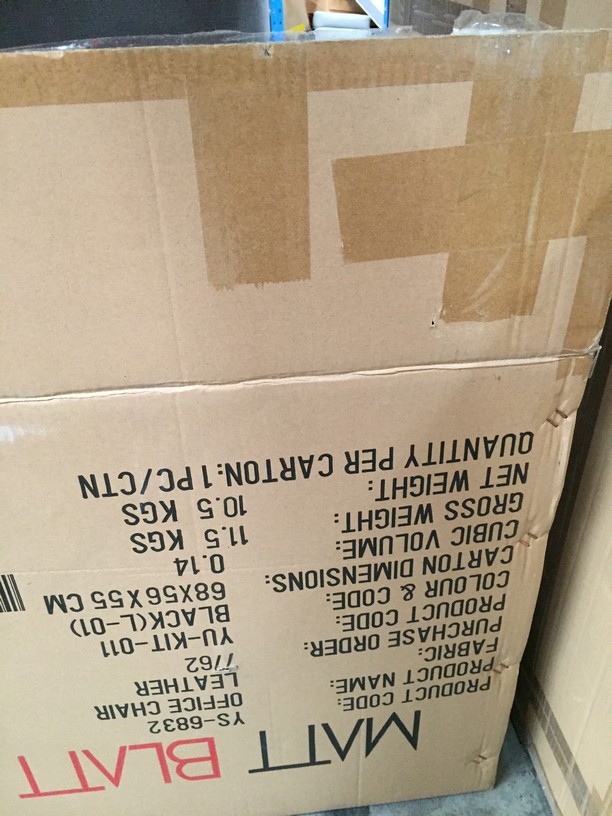 MATT BLATT
PRODUCT CODE: YS-6832
PRODUCT NAME: OFFICE CHAIR
FABRIC: LEATHER
PURCHASE ORDER: 7762
PRODUCT CODE: YU-KIT-011
COLOUR & CODE: BLACK(L-01)
CARTON DIMENSIONS: 68X56X55 CM
CUBIC VOLUME: 0.14
GROSS WEIGHT: 11.5 KGS
NET WEIGHT: 10.5 KGS
QUANTITY PER CARTON:1PC/CTN